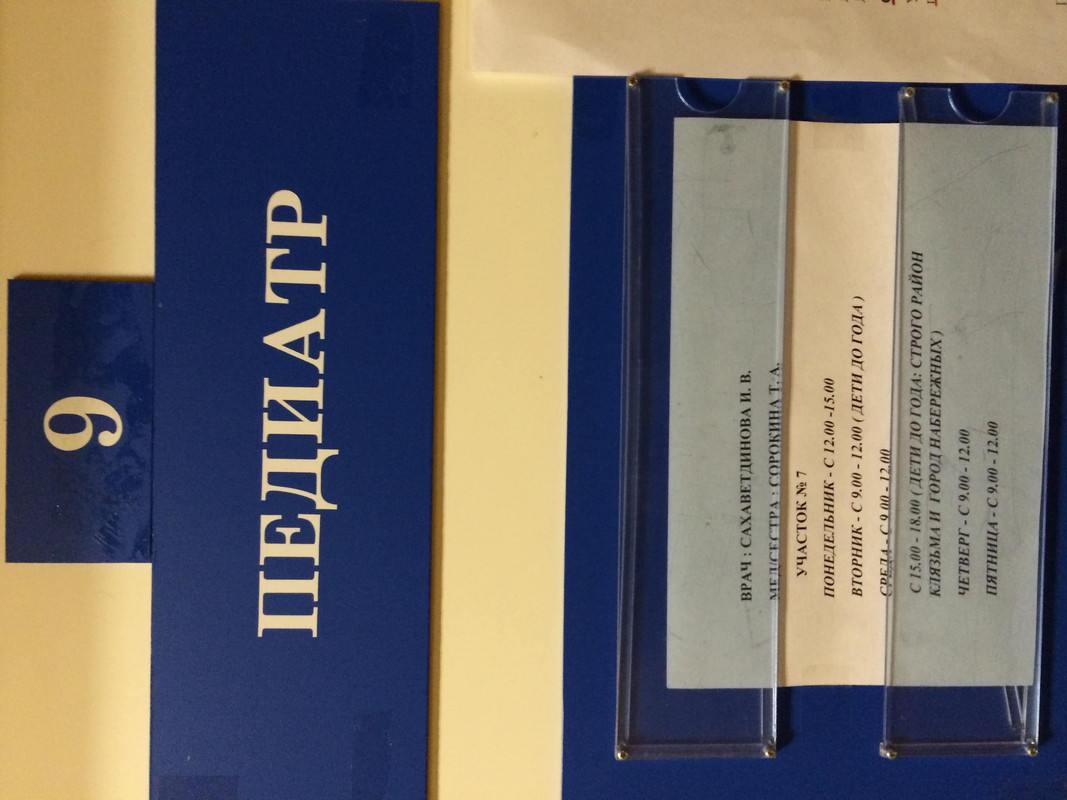 9
ПЕДИАТР
ВРАЧ : САХАВЕТДИНОВА И. В.
МЕДСЕСТРА : СОРОКИНА Т. А.
УЧАСТОК № 7
ПОНЕДЕЛЬНИК - С 12.00 -15.00
ВТОРНИК - С 9.00 - 12.00 ( ДЕТИ ДО ГОДА )
СРЕДА - С 9.00 - 12.00
С 15.00 - 18.00 ( ДЕТИ ДО ГОДА: СТРОГО РАЙОН
КЛЯЗЬМА И ГОРОД НАБЕРЕЖНЫХ )
ЧЕТВЕРГ - С 9.00 - 12.00
ПЯТНИЦА - С 9.00 - 12.00